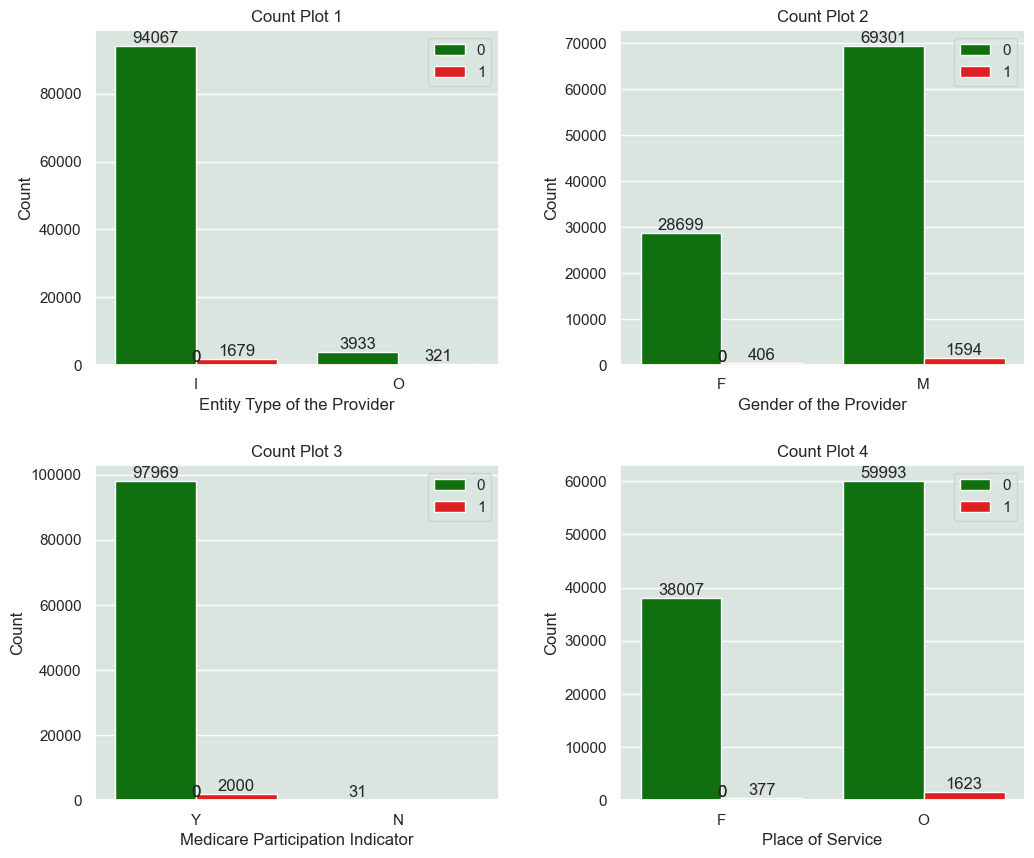 Count Plot 1
94067
0
1
80000
60000
40000
20000
0
Count
0
1679
3933
321
I
O
Entity Type of the Provider
Count Plot 2
69301
0
1
70000
60000
50000
40000
30000
20000
10000
0
Count
28699
0
406
1594
F
M
Gender of the Provider
Count Plot 3
97969
0
1
100000
80000
60000
40000
20000
0
Count
0
2000
31
Y
N
Medicare Participation Indicator
Count Plot 4
59993
0
1
60000
50000
40000
30000
20000
10000
0
Count
38007
0
377
1623
F
O
Place of Service